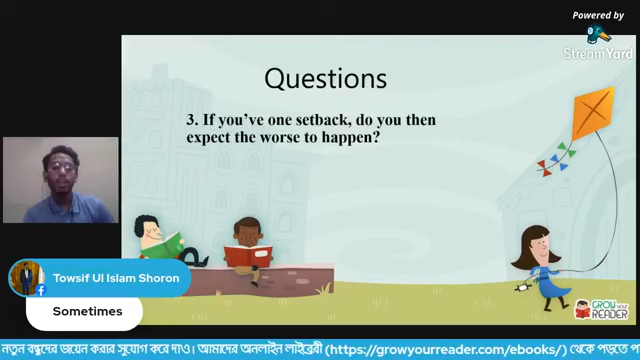 Powered by
StreamYard
Questions
3. If you've one setback, do you then
expect the worse to happen?
Towsif Ul Islam Shoron
Sometimes
GROW YOUR
READER
নতুন বন্ধুদের জয়েন করার সুযোগ করে দাও। আমাদের অনলাইন লাইব্রেরী (https://growyourreader.com/ebooks/) থেকে পড়তে